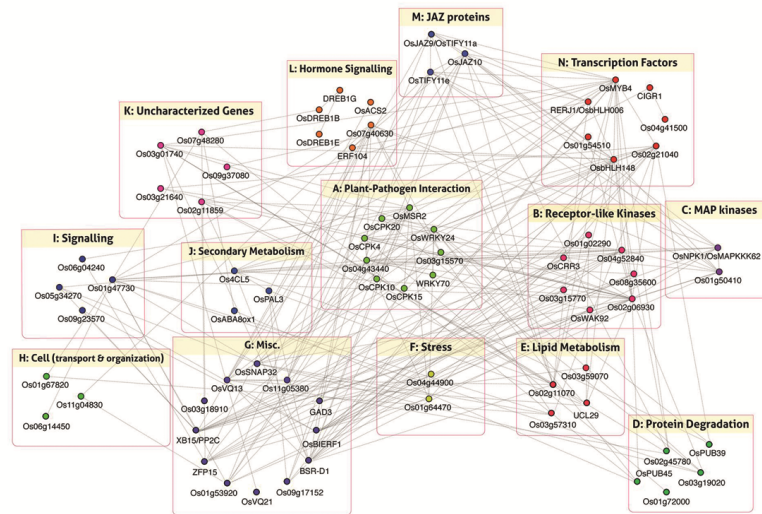 M: JAZ proteins
OsJAZ9/OsTIFY11a
OsJAZ10
OsTIFY11e
L: Hormone Signalling
DREB1G
OsACS2
OsDREB1B
Os07g40630
OsDREB1E
ERF104
N: Transcription Factors
OsMYB4
CIGR1
RERJ1/OsbHLH006
Os04g41500
Os01g54510
Os02g21040
OsbHLH148
K: Uncharacterized Genes
Os07g48280
Os03g01740
Os09g37080
Os03g21640
Os02g11859
A: Plant-Pathogen Interaction
OsMSR2
OsCPK20
OsWRKY24
OsCPK4
Os03g15570
Os04g43440
WRKY70
OsCPK10
OsCPK15
B: Receptor-like Kinases
Os01g02290
Os04g52840
OsCRR3
Os08g35600
Os03g15770
Os02g06930
OsWAK92
C: MAP kinases
OsNPK1/OsMAPKKK62
Os01g50410
I: Signalling
Os06g04240
Os01g47730
Os05g34270
Os09g23570
J: Secondary Metabolism
Os4CL5
OsPAL3
OsABA8ox1
H: Cell (transport & organization)
Os01g67820
Os11g04830
Os06g14450
G: Misc.
OsSNAP32
OsVQ13
Os11g05380
Os03g18910
GAD3
XB15/PP2C
OsBIERF1
ZFP15
BSR-D1
Os01g53920
Os09g17152
OsVQ21
F: Stress
Os04g44900
Os01g64470
E: Lipid Metabolism
Os03g59070
Os02g11070
UCL29
Os03g57310
D: Protein Degradation
OsPUB39
Os02g45780
OsPUB45
Os03g19020
Os01g72000